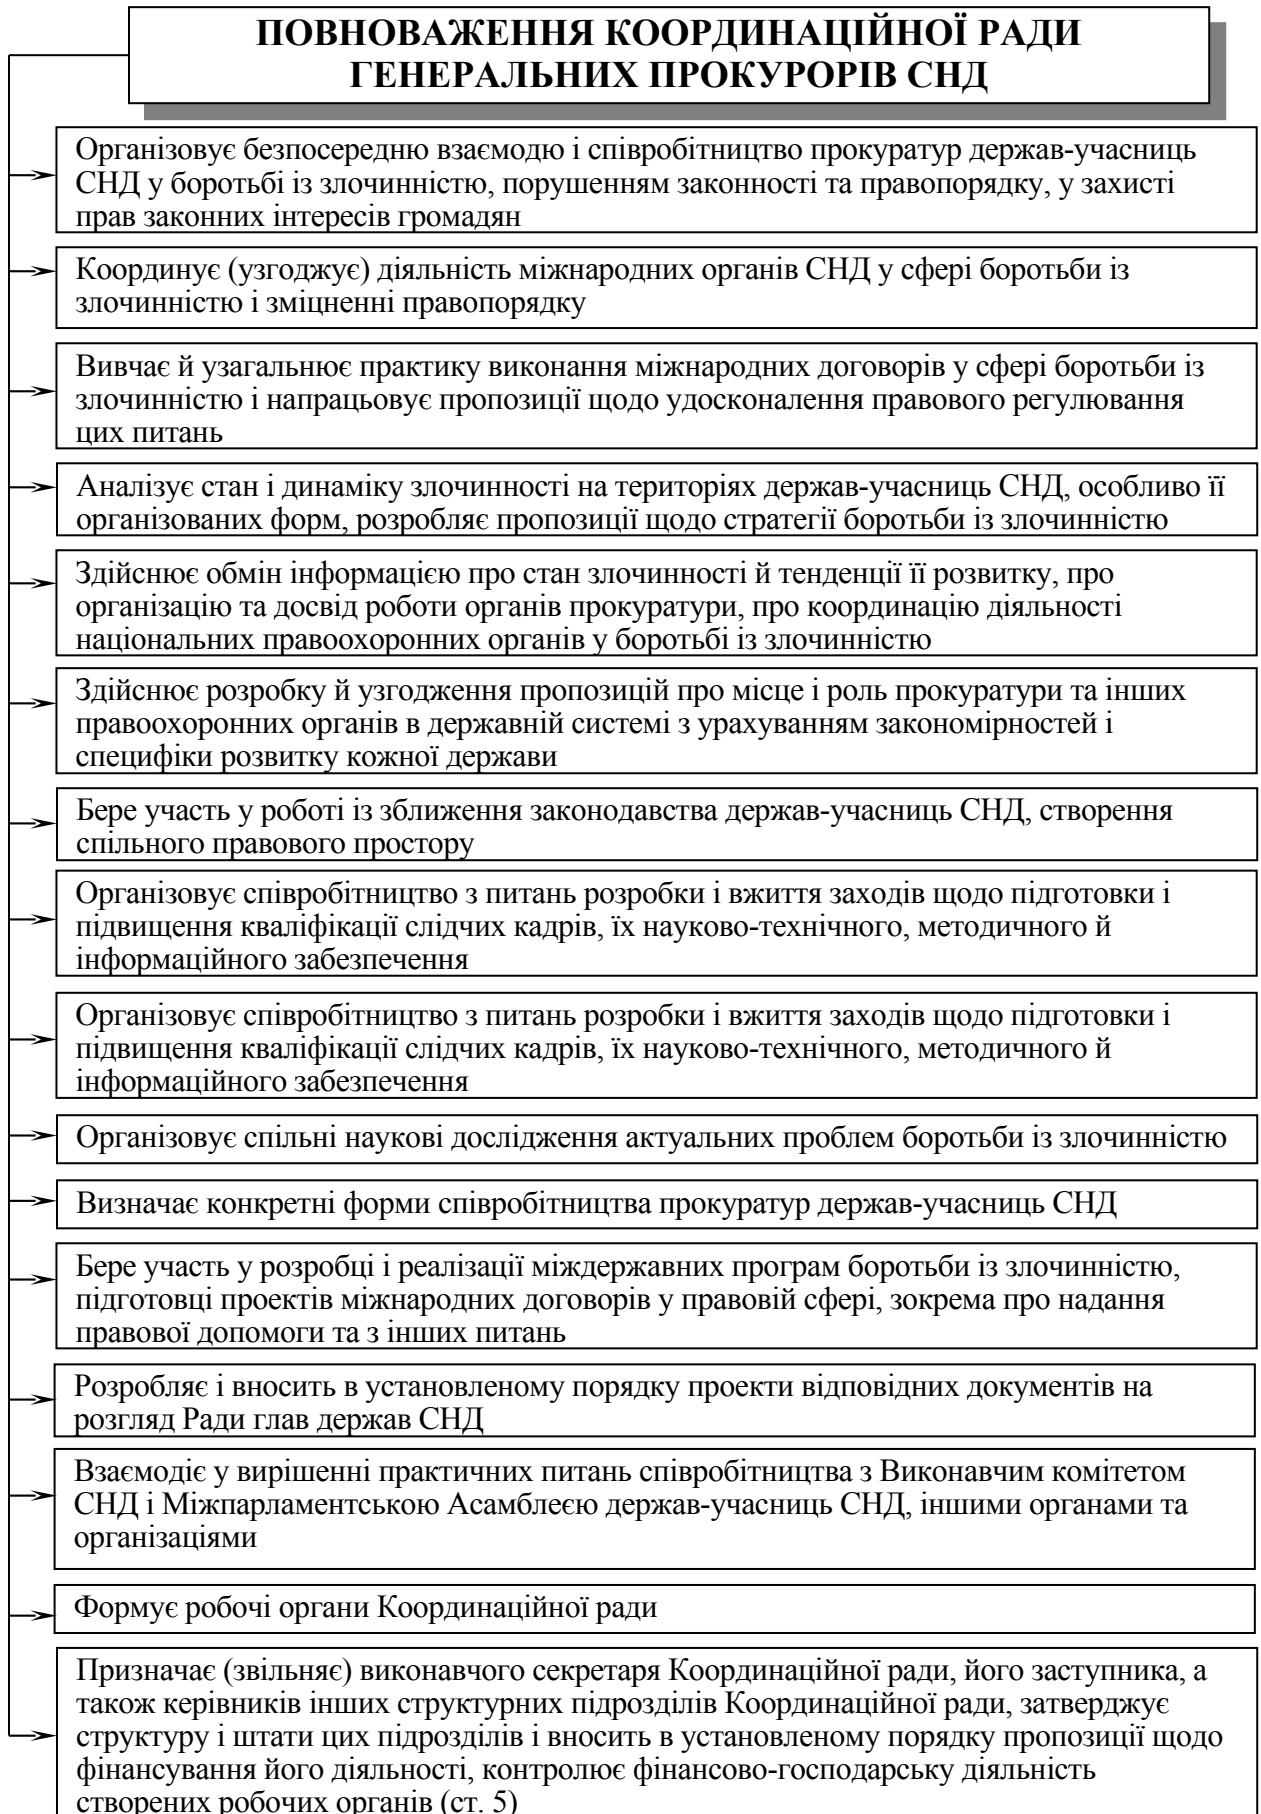 ПОВНОВАЖЕННЯ КООРДИНАЦІЙНОЇ РАДИ
ГЕНЕРАЛЬНИХ ПРОКУРОРІВ СНД
Організовує безпосередню взаємодю і співробітництво прокуратур держав-учасниць
СНД у боротьбі із злочинністю, порушенням законності та правопорядку, у захисті
прав законних інтересів громадян
Координує (узгоджує) діяльність міжнародних органів СНД у сфері боротьби із
злочинністю і зміцненні правопорядку
Вивчає й узагальнює практику виконання міжнародних договорів у сфері боротьби із
злочинністю і напрацьовує пропозиції щодо удосконалення правового регулювання
цих питань
Аналізує стан і динаміку злочинності на територіях держав-учасниць СНД, особливо її
організованих форм, розробляє пропозиції щодо стратегії боротьби із злочинністю
Здійснює обмін інформацією про стан злочинності й тенденції її розвитку, про
організацію та досвід роботи органів прокуратури, про координацію діяльності
національних правоохоронних органів у боротьбі із злочинністю
Здійснює розробку й узгодження пропозицій про місце і роль прокуратури та інших
правоохоронних органів в державній системі з урахуванням закономірностей і
специфіки розвитку кожної держави
Бере участь у роботі із зближення законодавства держав-учасниць СНД, створення
спільного правового простору
Організовує співробітництво з питань розробки і вжиття заходів щодо підготовки і
підвищення кваліфікації слідчих кадрів, їх науково-технічного, методичного й
інформаційного забезпечення
Організовує співробітництво з питань розробки і вжиття заходів щодо підготовки і
підвищення кваліфікації слідчих кадрів, їх науково-технічного, методичного й
інформаційного забезпечення
Організовує спільні наукові дослідження актуальних проблем боротьби із злочинністю
Визначає конкретні форми співробітництва прокуратур держав-учасниць СНД
Бере участь у розробці і реалізації міждержавних програм боротьби із злочинністю,
підготовці проектів міжнародних договорів у правовій сфері, зокрема про надання
правової допомоги та з інших питань
Розробляє і вносить в установленому порядку проекти відповідних документів на
розгляд Ради глав держав СНД
Взаємодіє у вирішенні практичних питань співробітництва з Виконавчим комітетом
СНД і Міжпарламентською Асамблеєю держав-учасниць СНД, іншими органами та
організаціями
Формує робочі органи Координаційної ради
Призначає (звільняє) виконавчого секретаря Координаційної ради, його заступника, а
також керівників інших структурних підрозділів Координаційної ради, затверджує
структуру і штати цих підрозділів і вносить в установленому порядку пропозиції щодо
фінансування його діяльності, контролює фінансово-господарську діяльність
створених робочих органів (ст. 5)